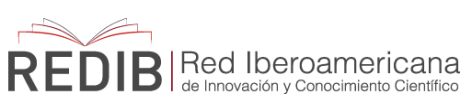 REDIB
Red Iberoamericana
de Innovación y Conocimiento Científico